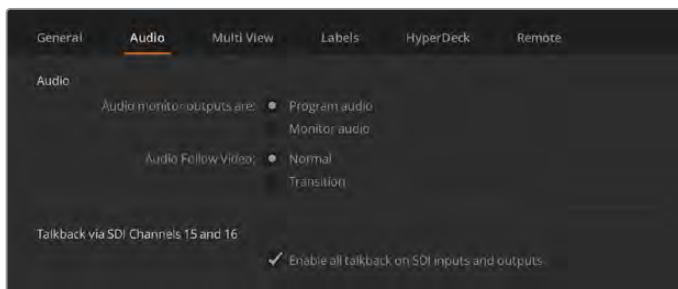 General Audio Multi View Labels HyperDeck Remote
Audio
Audio monitor outputs are: Program audio
Monitor audio
Audio Follow Video: Normal
Transition
Talkback via SDI Channels 15 and 16
Enable all talkback on SDI inputs and outputs